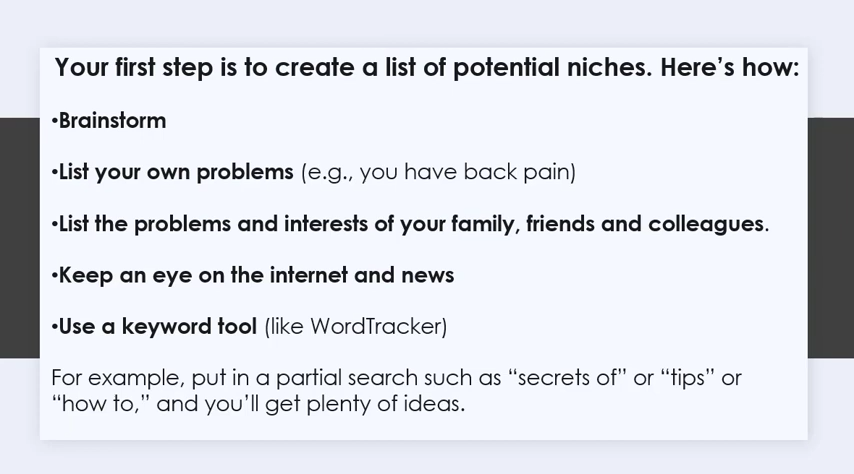 Your first step is to create a list of potential niches. Here’s how:
•Brainstorm
•List your own problems (e.g., you have back pain)
•List the problems and interests of your family, friends and colleagues.
•Keep an eye on the internet and news
•Use a keyword tool (like WordTracker)
For example, put in a partial search such as “secrets of” or “tips” or
“how to,” and you’ll get plenty of ideas.